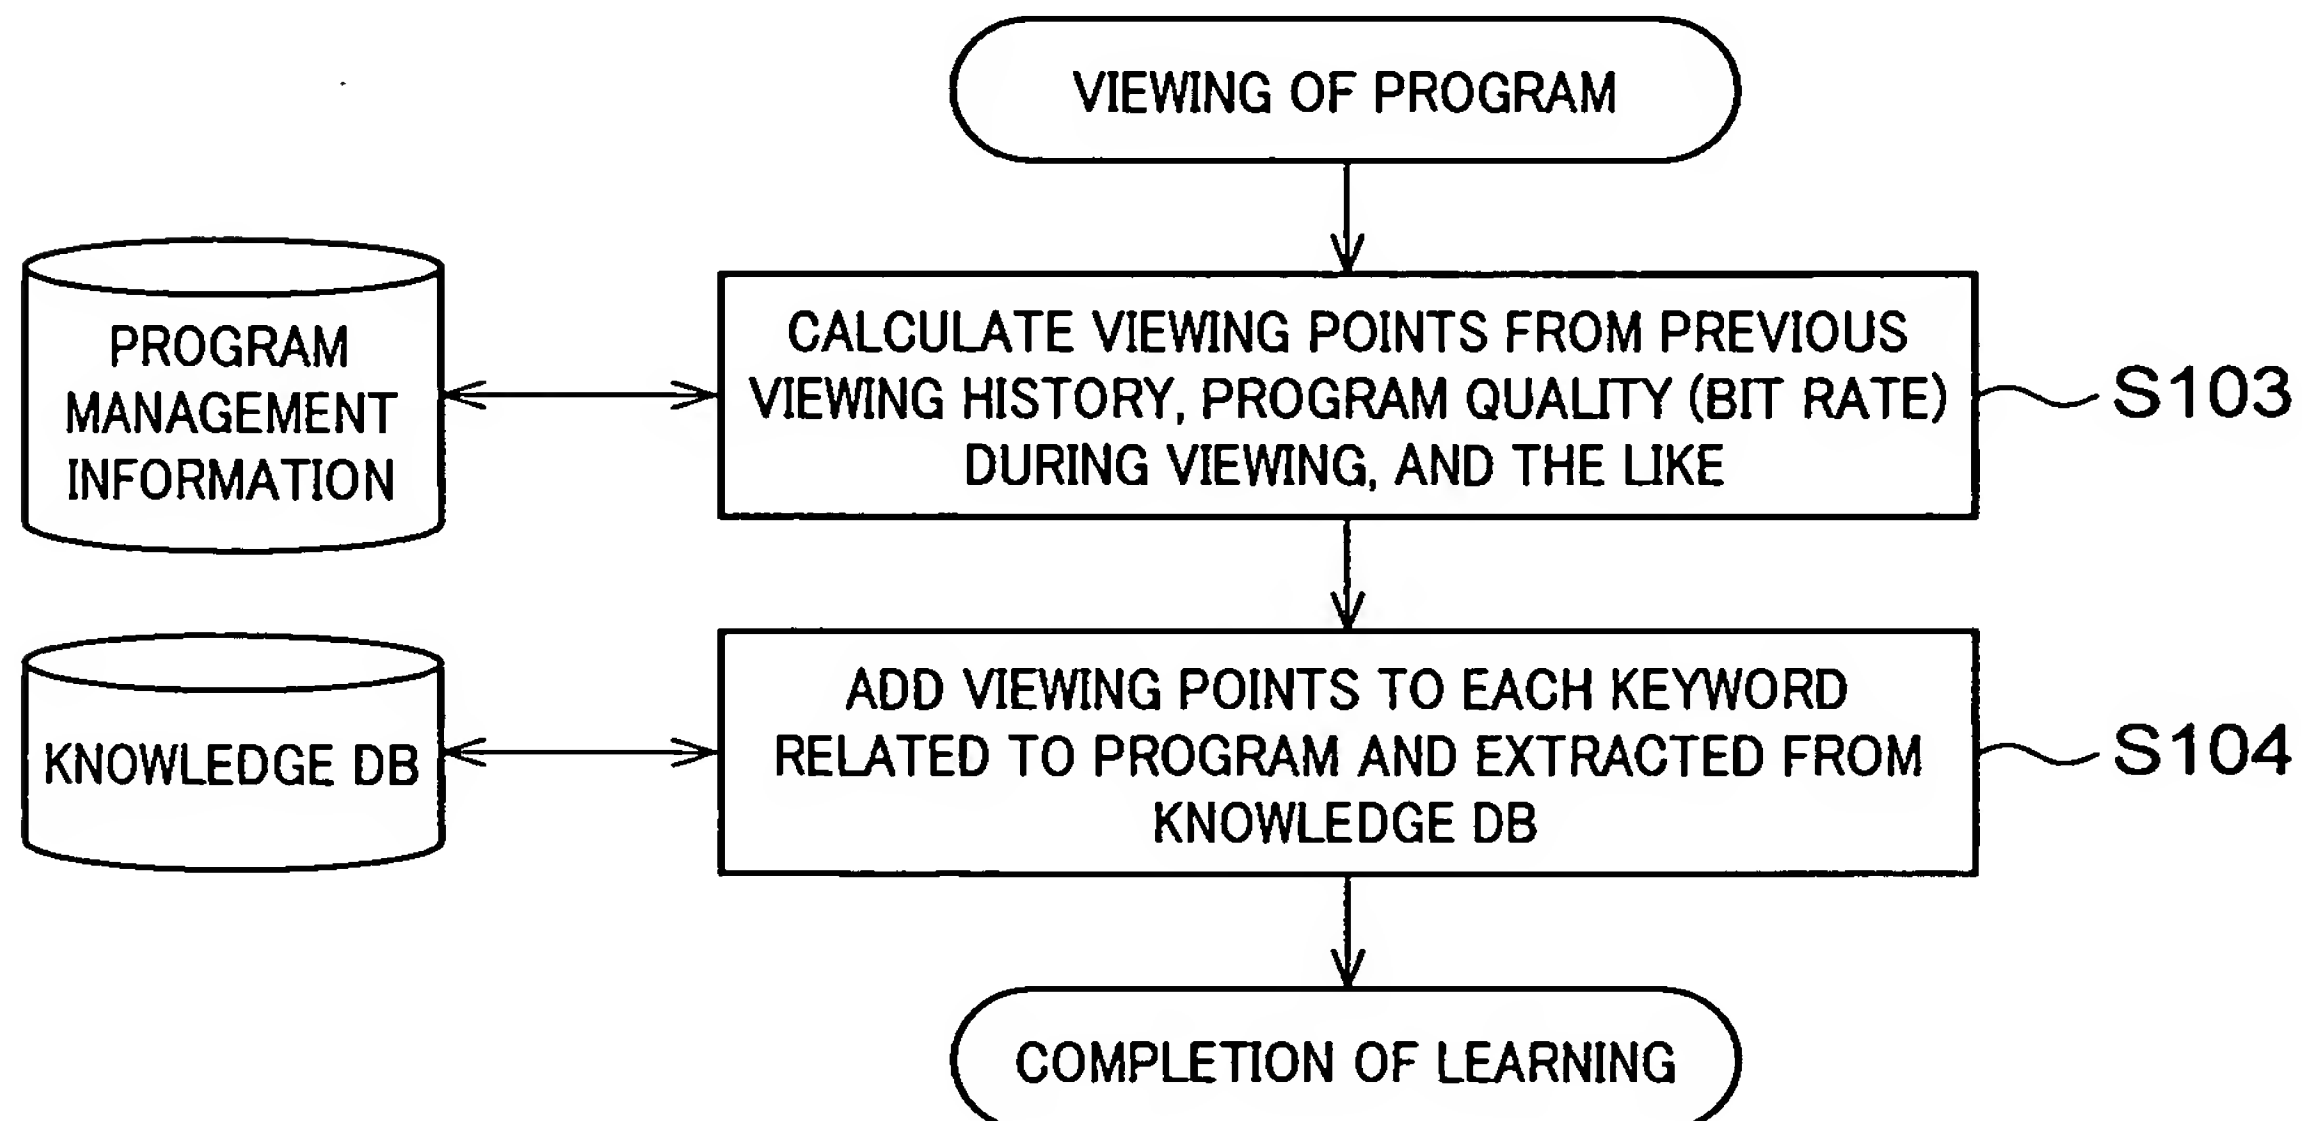 VIEWING OF PROGRAM
PROGRAM
MANAGEMENT
INFORMATION
CALCULATE VIEWING POINTS FROM PREVIOUS
VIEWING HISTORY, PROGRAM QUALITY (BIT RATE)
DURING VIEWING, AND THE LIKE
S103
KNOWLEDGE DB
ADD VIEWING POINTS TO EACH KEYWORD
RELATED TO PROGRAM AND EXTRACTED FROM
KNOWLEDGE DB
S104
COMPLETION OF LEARNING